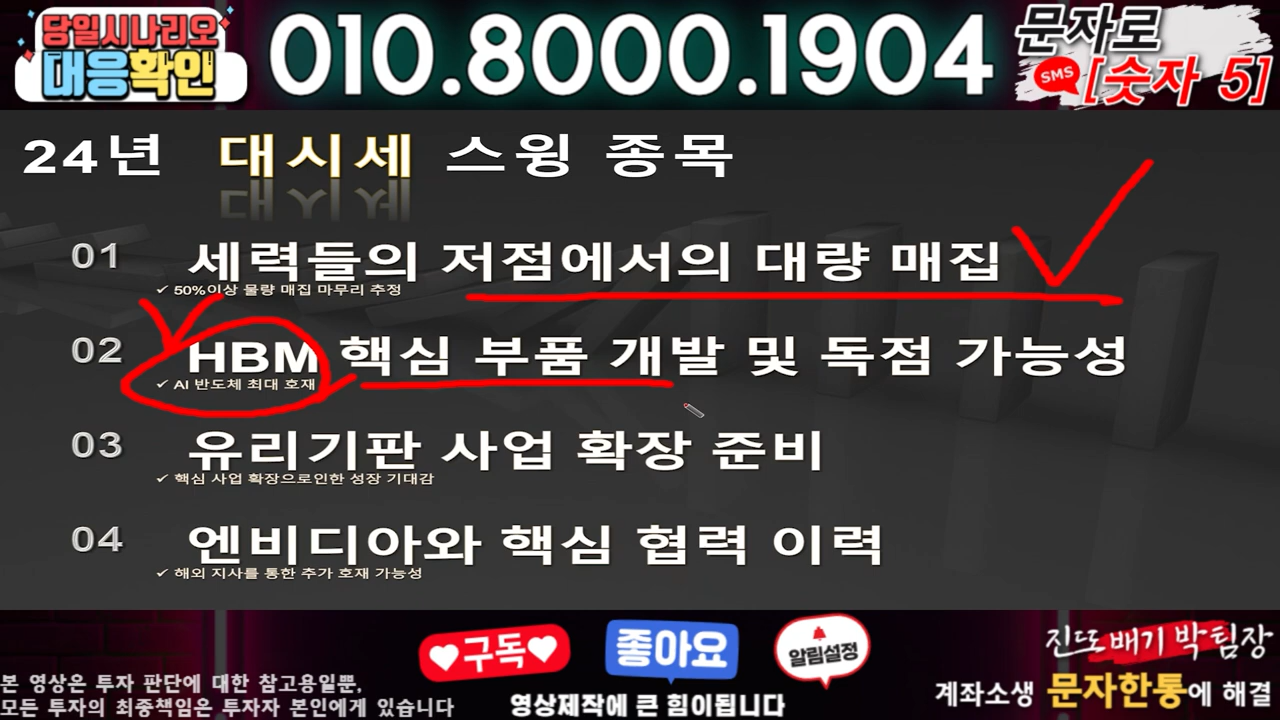 당일시나리오
대응확인
010.8000.1904
문자로
SMS
[숫자 5]
24년 대시세 스윙 종목
01 세력들의 저점에서의 대량 매집
✓ 50%이상 물량 매집 마무리 추정
02 HBM 핵심 부품 개발 및 독점 가능성
✓ AI 반도체 최대 호재
03 유리기판 사업 확장 준비
✓ 핵심 사업 확장으로인한 성장 기대감
04 엔비디아와 핵심 협력 이력
✓ 해외 지사를 통한 추가 호재 가능성
구독
좋아요
알림설정
영상제작에 큰 힘이됩니다
본 영상은 투자 판단에 대한 참고용일뿐,
모든 투자의 최종책임은 투자자 본인에게 있습니다
진또배기 박팀장
계좌소생 문자한통에 해결